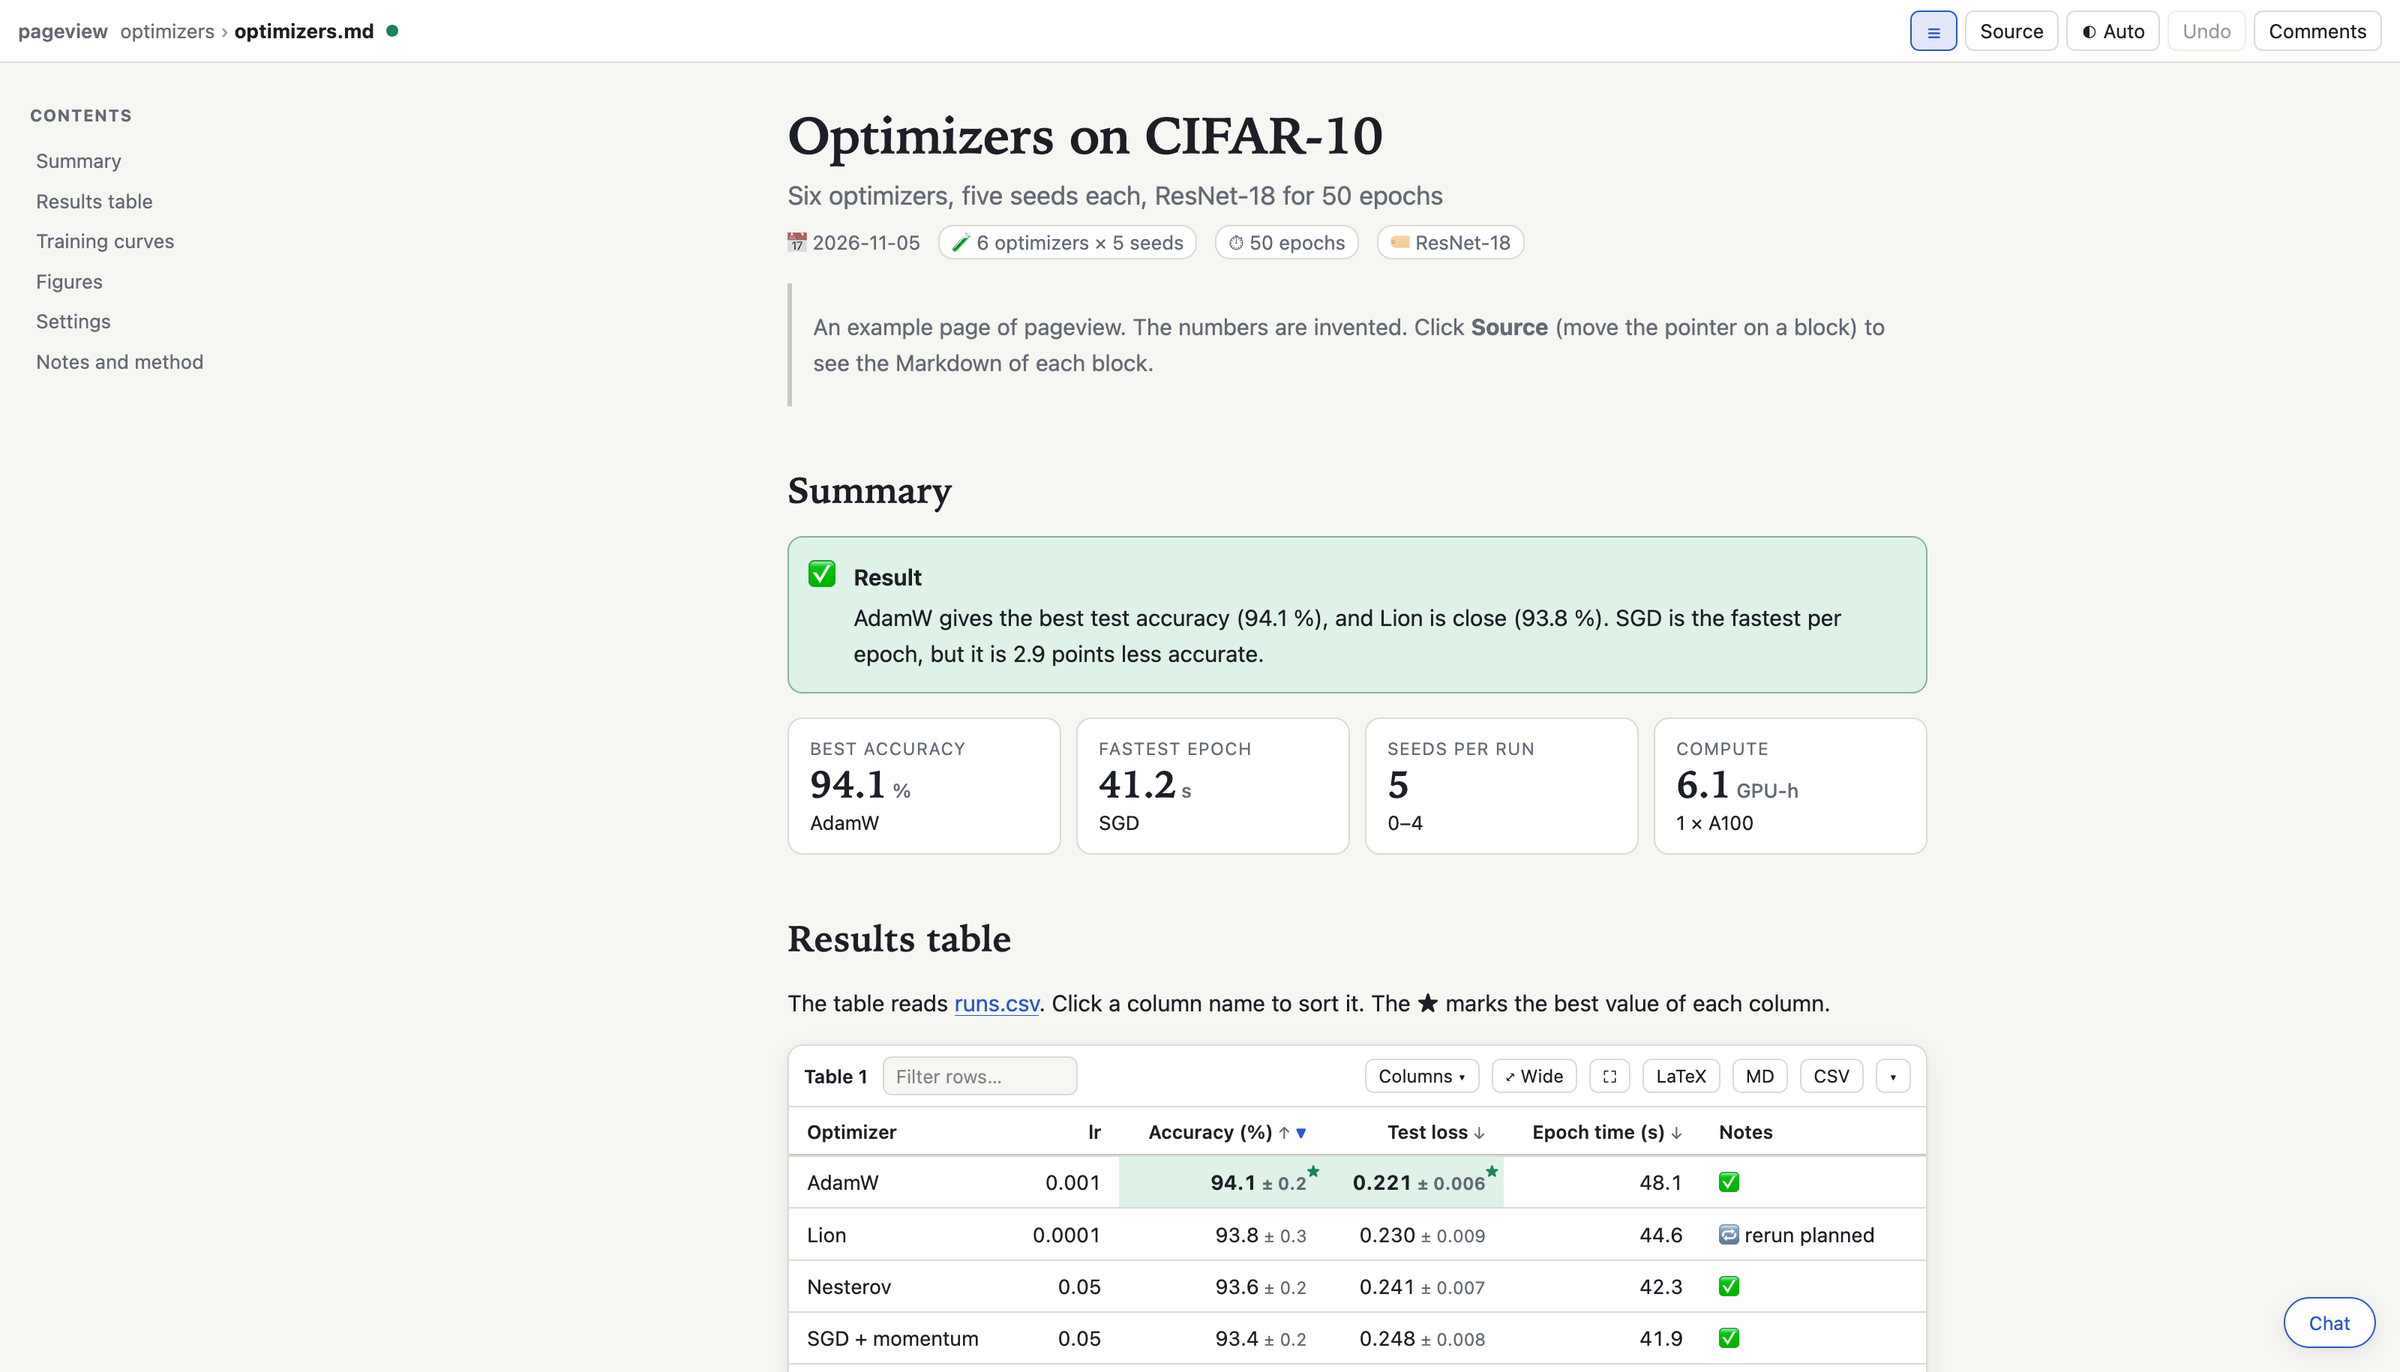 pageview optimizers › optimizers.md
≡ Source ◐ Auto Undo Comments
CONTENTS
Summary
Results table
Training curves
Figures
Settings
Notes and method
Optimizers on CIFAR-10
Six optimizers, five seeds each, ResNet-18 for 50 epochs
📅 2026-11-05 🧪 6 optimizers × 5 seeds ⏱ 50 epochs 🏷️ ResNet-18
An example page of pageview. The numbers are invented. Click Source (move the pointer on a block) to
see the Markdown of each block.
Summary
✅ Result
AdamW gives the best test accuracy (94.1 %), and Lion is close (93.8 %). SGD is the fastest per
epoch, but it is 2.9 points less accurate.
BEST ACCURACY
94.1 %
AdamW
FASTEST EPOCH
41.2 s
SGD
SEEDS PER RUN
5
0–4
COMPUTE
6.1 GPU-h
1 × A100
Results table
The table reads runs.csv. Click a column name to sort it. The ★ marks the best value of each column.
Table 1 Filter rows... Columns ▾ ⤢ Wide ⛶ LaTeX MD CSV ▾
Optimizer lr Accuracy (%) ↑ ▼ Test loss ↓ Epoch time (s) ↓ Notes
AdamW 0.001 94.1 ± 0.2 ★ 0.221 ± 0.006 ★ 48.1 ✅
Lion 0.0001 93.8 ± 0.3 0.230 ± 0.009 44.6 🔁 rerun planned
Nesterov 0.05 93.6 ± 0.2 0.241 ± 0.007 42.3 ✅
SGD + momentum 0.05 93.4 ± 0.2 0.248 ± 0.008 41.9 ✅
Chat